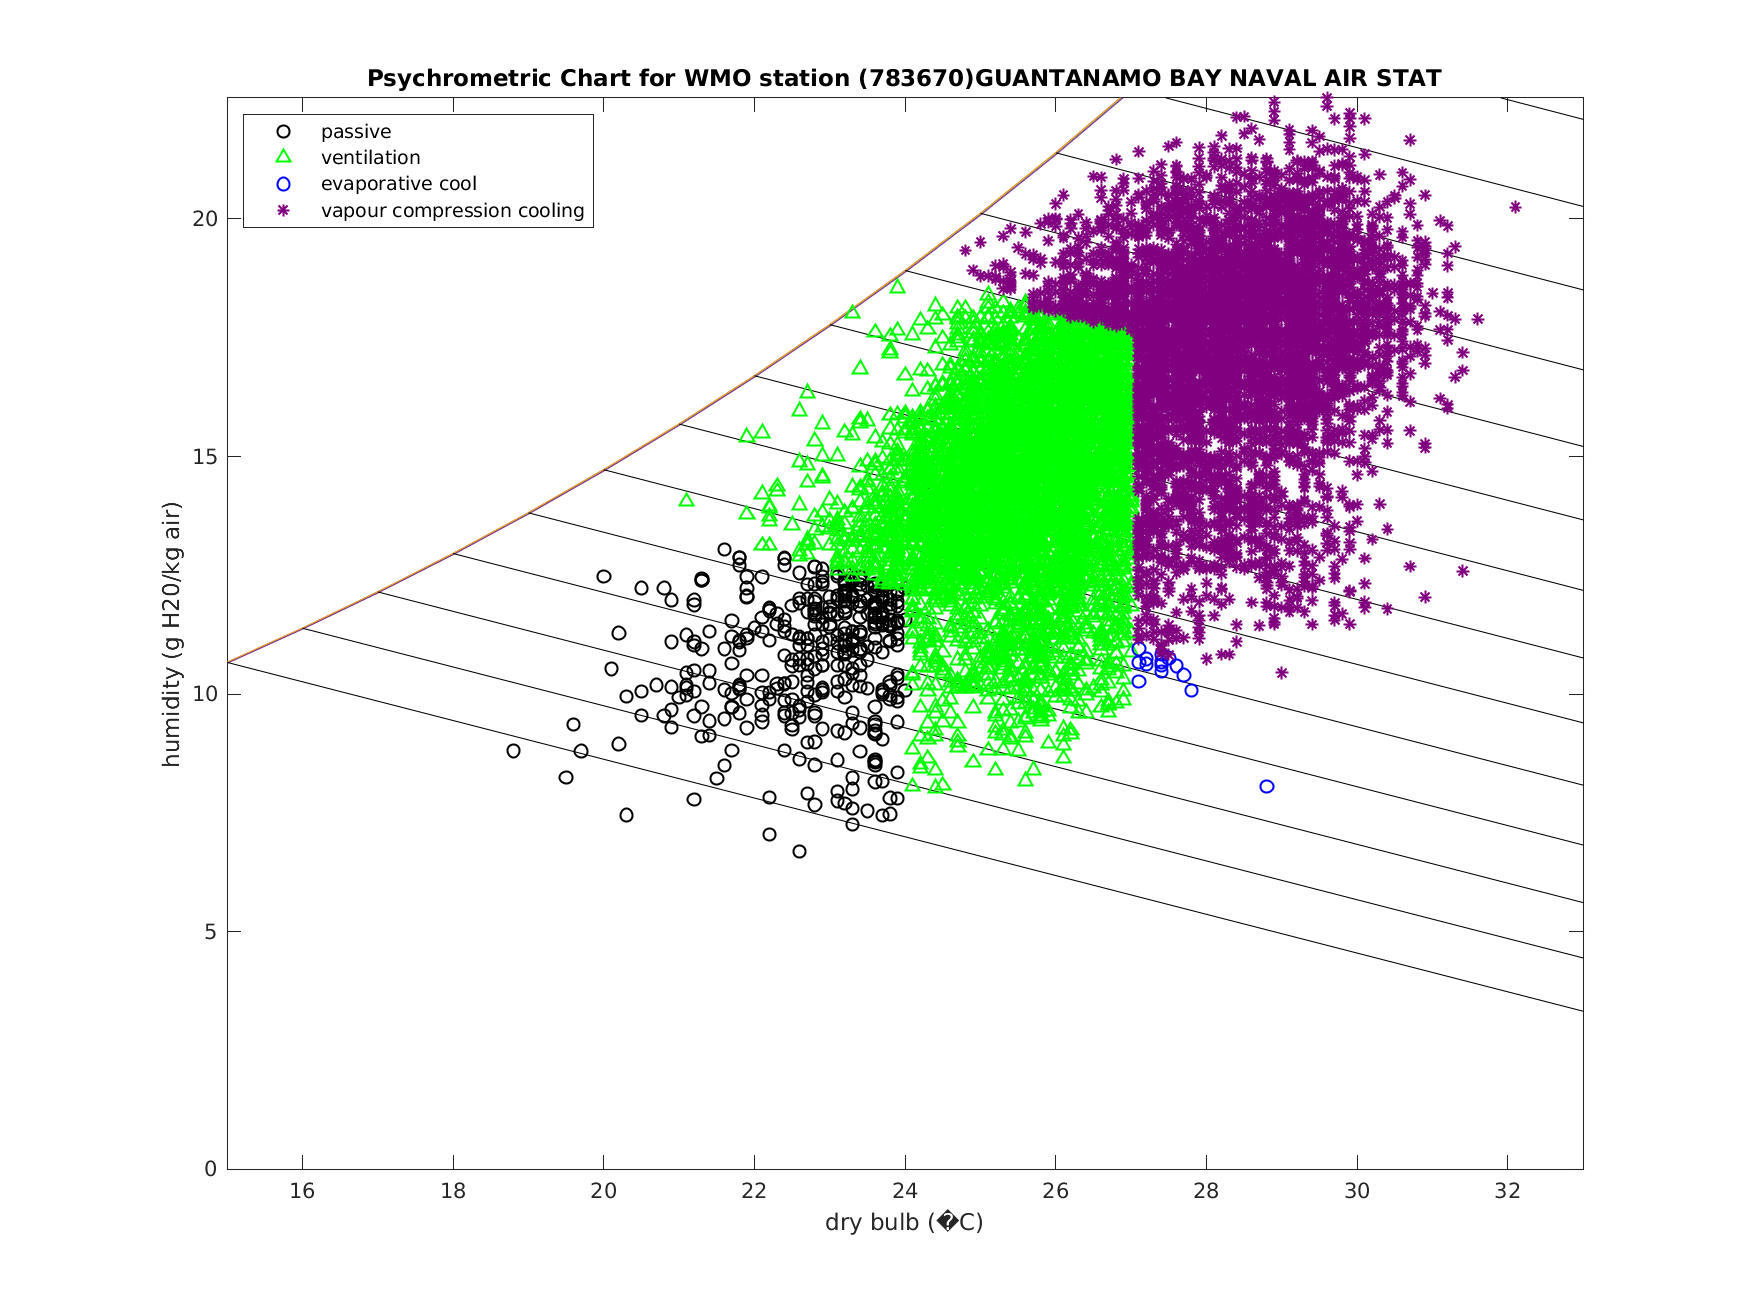 Psychrometric Chart for WMO station (783670)GUANTANAMO BAY NAVAL AIR STAT
passive
ventilation
evaporative cool
vapour compression cooling
humidity (g H20/kg air)
20
15
10
5
0
16 18 20 22 24 26 28 30 32
dry bulb (�C)